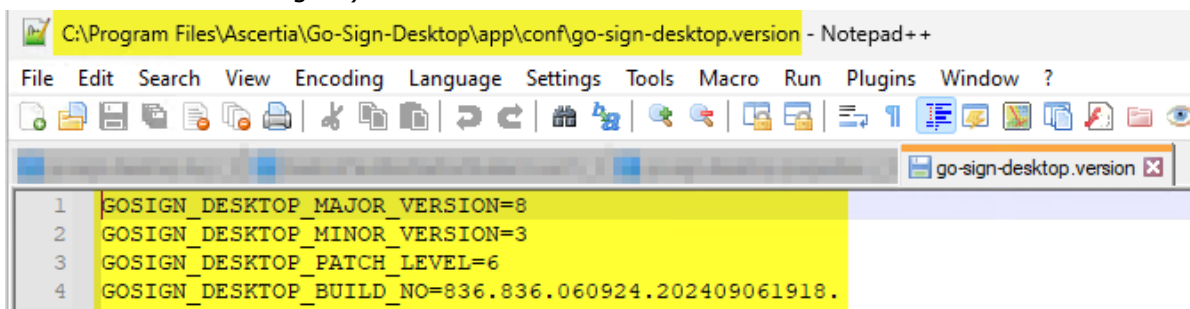 C:\Program Files\Ascertia\Go-Sign-Desktop\app\conf\go-sign-desktop.version - Notepad++
File Edit Search View Encoding Language Settings Tools Macro Run Plugins Window ?
go-sign-desktop.version
1 GOSIGN_DESKTOP_MAJOR_VERSION=8
2 GOSIGN_DESKTOP_MINOR_VERSION=3
3 GOSIGN_DESKTOP_PATCH_LEVEL=6
4 GOSIGN_DESKTOP_BUILD_NO=836.836.060924.202409061918.